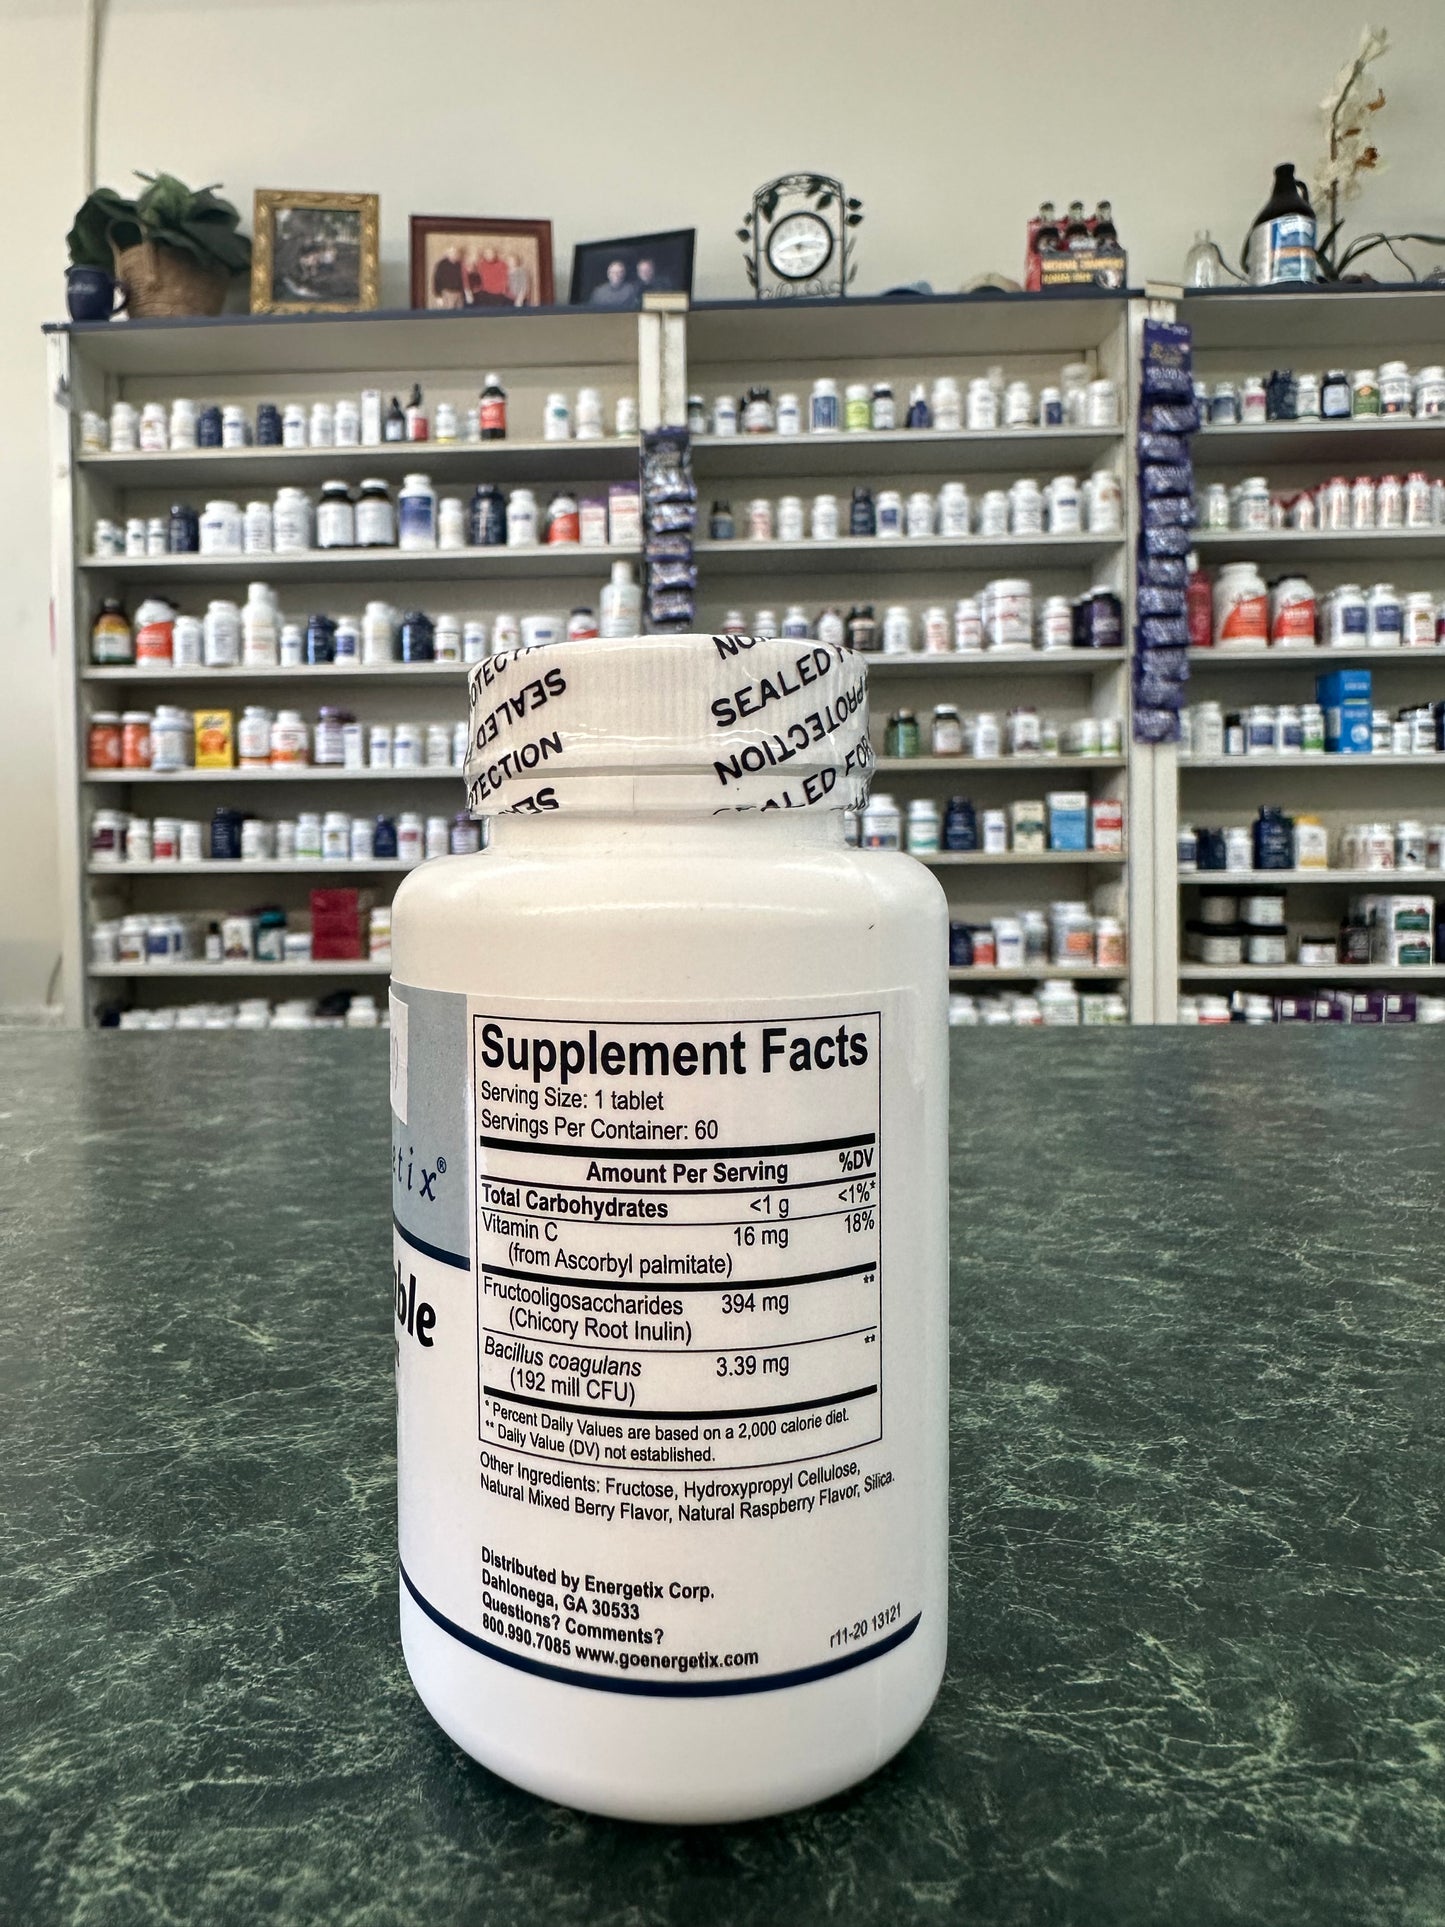 SEALED
NOITCETORP
SEALED FOR
SEALED
Supplement Facts
Serving Size: 1 tablet
Servings Per Container: 60
Amount Per Serving %DV
Total Carbohydrates <1 g <1%*
Vitamin C 16 mg 18%
(from Ascorbyl palmitate)
Fructooligosaccharides 394 mg **
(Chicory Root Inulin)
Bacillus coagulans 3.39 mg **
(192 mill CFU)
* Percent Daily Values are based on a 2,000 calorie diet.
** Daily Value (DV) not established.
Other Ingredients: Fructose, Hydroxypropyl Cellulose,
Natural Mixed Berry Flavor, Natural Raspberry Flavor, Silica.
Distributed by Energetix Corp.
Dahlonega, GA 30533
Questions? Comments?
800.990.7085 www.goenergetix.com
r11-20 13121
etix®
ble